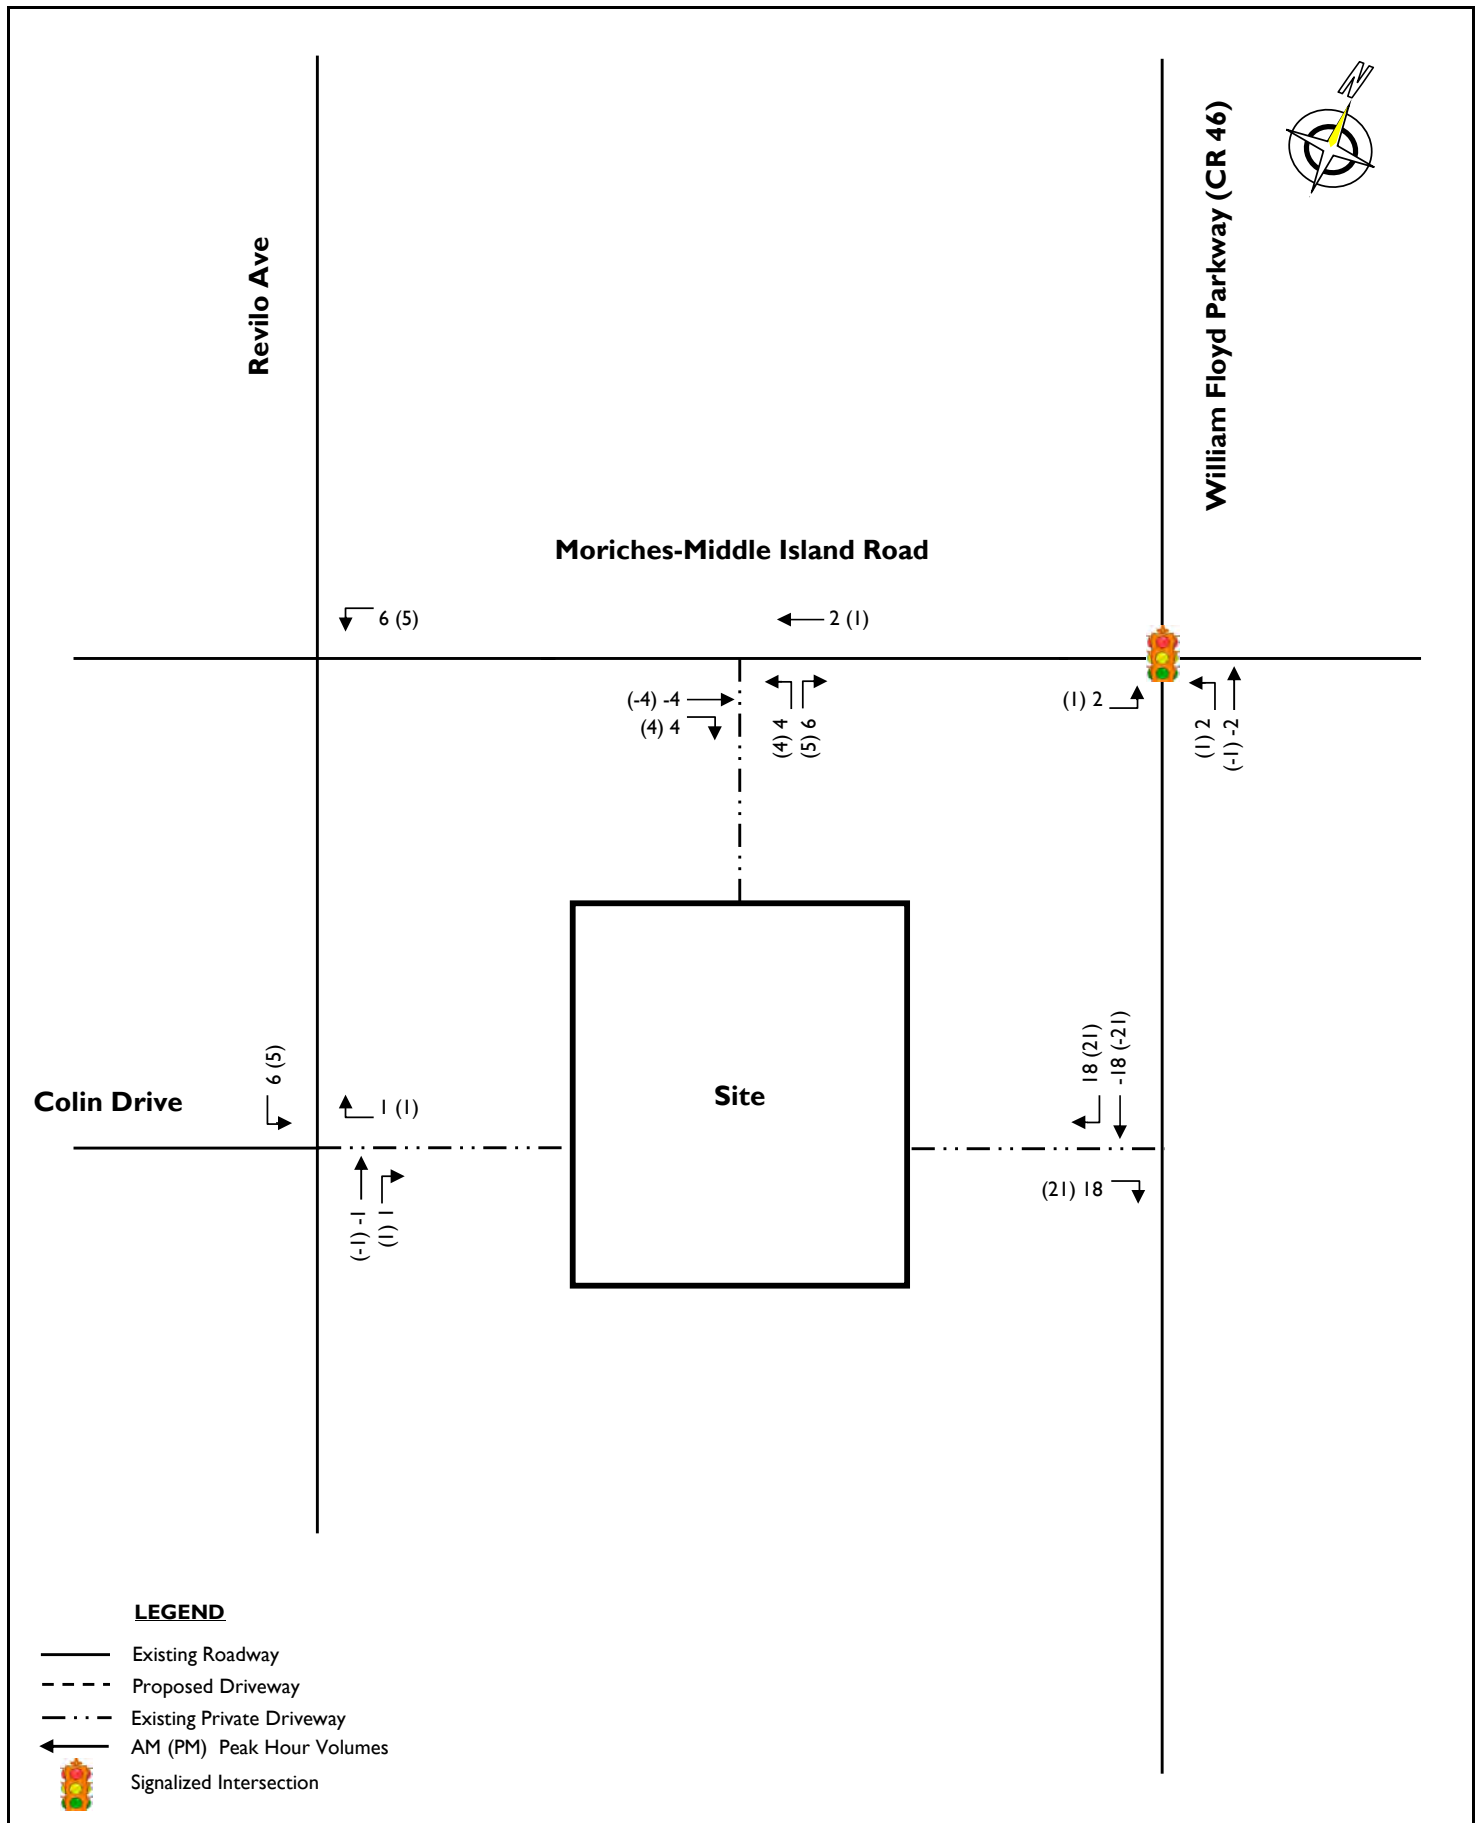 N
William Floyd Parkway (CR 46)
Revilo Ave
Moriches-Middle Island Road
6 (5)
2 (1)
(-4) -4
(4) 4
(4) 4
(5) 6
(1) 2
(1) 2
(-1) -2
6 (5)
Colin Drive
1 (1)
(-1) -1
(1) 1
Site
18 (21)
-18 (-21)
(21) 18
LEGEND
Existing Roadway
Proposed Driveway
Existing Private Driveway
AM (PM) Peak Hour Volumes
Signalized Intersection